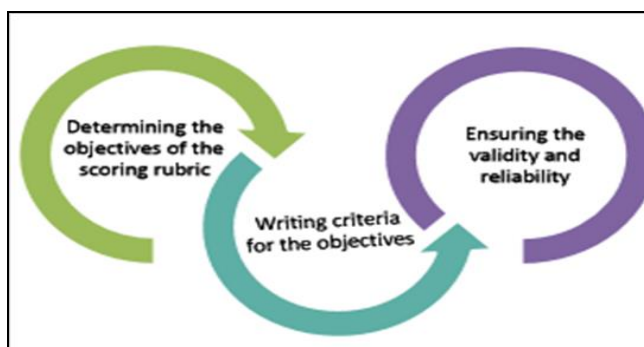 Determining the
objectives of the
scoring rubric
Writing criteria
for the objectives
Ensuring the
validity and
reliability